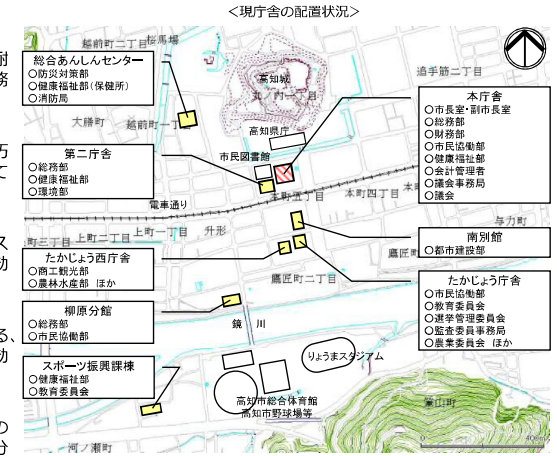 ＜現庁舎の配置状況＞
耐
務
万
て
ス
動
る、
動
の
分
越前町二丁目
桜馬場
追手筋二丁目
高知城
丸ノ内一丁目
大膳町
越前町一丁目
高知県庁
市民図書館
総合あんしんセンター
○防災対策部
○健康福祉部(保健所)
○消防局
第二庁舎
○総務部
○健康福祉部
○環境部
本庁舎
○市長室・副市長室
○総務部
○財務部
○市民協働部
○健康福祉部
○会計管理者
○議会事務局
○議会
電車通り
本町五丁目
本町四丁目
本町
与力町
上町二丁目
上町一丁目
升形
鷹匠
鷹匠町二丁目
南別館
○都市建設部
たかじょう西庁舎
○商工観光部
○農林水産部 ほか
たかじょう庁舎
○市民協働部
○教育委員会
○選挙管理委員会
○監査委員事務局
○農業委員会 ほか
柳原分館
○総務部
○市民協働部
鏡 川
りょうまスタジアム
スポーツ振興課棟
○健康福祉部
○教育委員会
高知市総合体育館
高知市野球場等
河ノ瀬町
0
400m